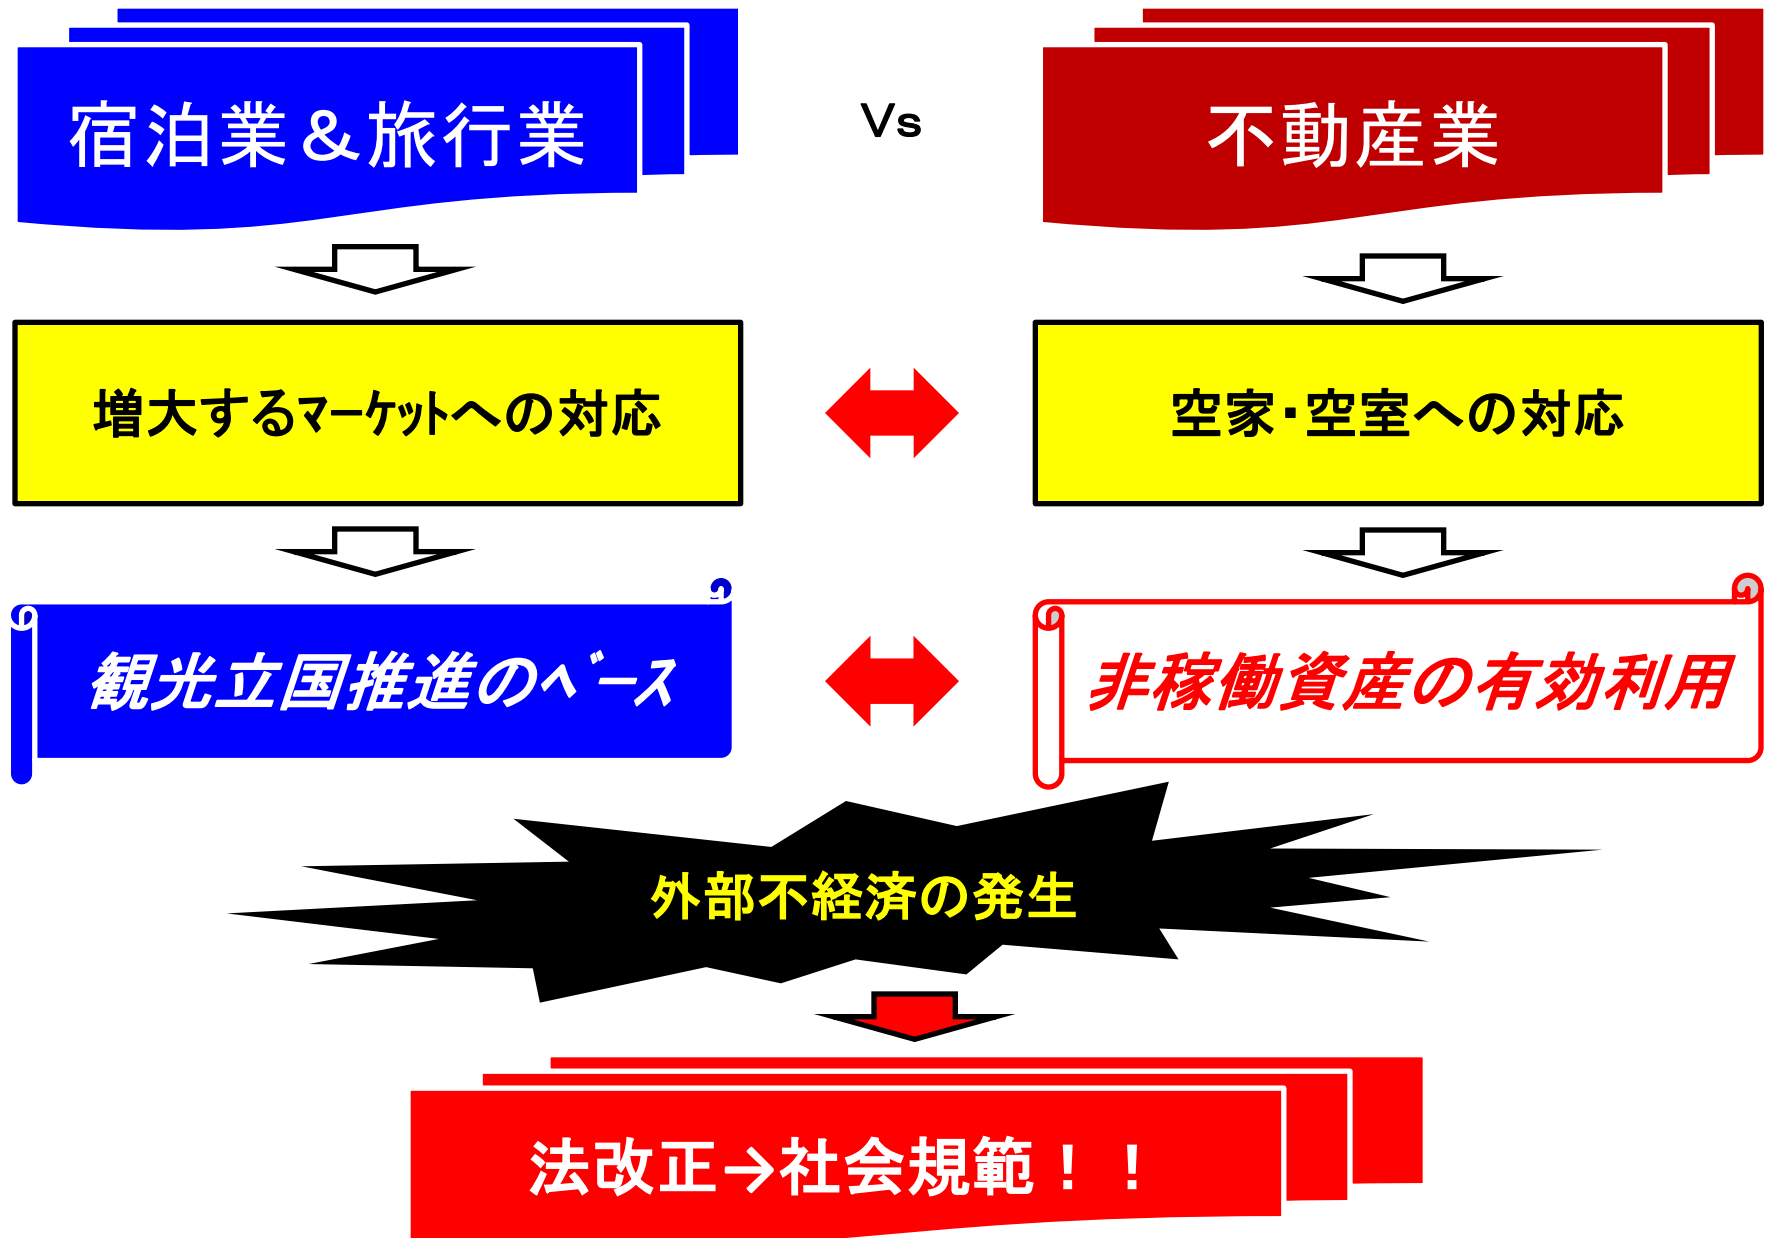 宿泊業＆旅行業
Vs
不動産業
増大するﾏｰｹｯﾄへの対応
空家・空室への対応
観光立国推進のﾍﾞｰｽ
非稼働資産の有効利用
外部不経済の発生
法改正→社会規範！！